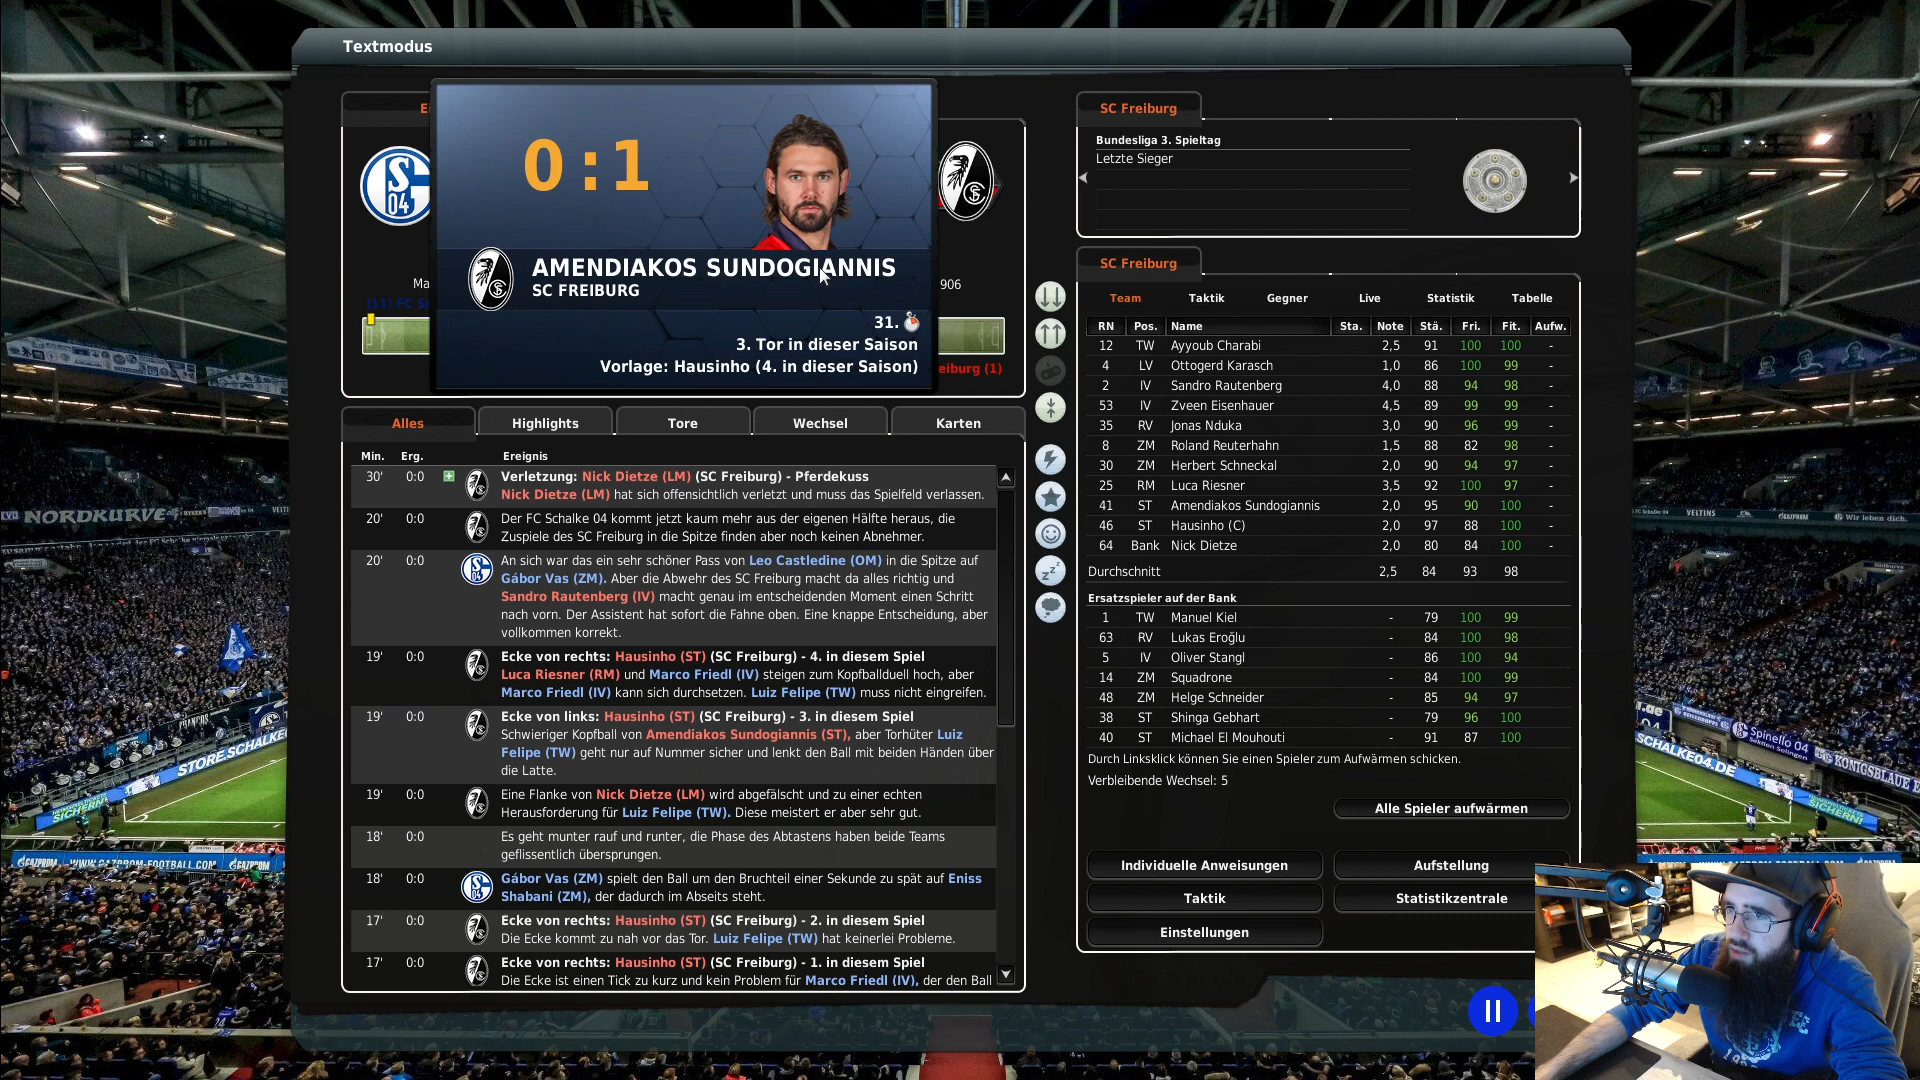 Textmodus
0 : 1
AMENDIAKOS SUNDOGIANNIS
SC FREIBURG
31.
3. Tor in dieser Saison
Vorlage: Hausinho (4. in dieser Saison)
Ma
906
eiburg (1)
Alles Highlights Tore Wechsel Karten
Min. Erg. Ereignis
30' 0:0 Verletzung: Nick Dietze (LM) (SC Freiburg) - Pferdekuss
Nick Dietze (LM) hat sich offensichtlich verletzt und muss das Spielfeld verlassen.
20' 0:0 Der FC Schalke 04 kommt jetzt kaum mehr aus der eigenen Hälfte heraus, die
Zuspiele des SC Freiburg in die Spitze finden aber noch keinen Abnehmer.
20' 0:0 An sich war das ein sehr schöner Pass von Leo Castledine (OM) in die Spitze auf
Gábor Vas (ZM). Aber die Abwehr des SC Freiburg macht da alles richtig und
Sandro Rautenberg (IV) macht genau im entscheidenden Moment einen Schritt
nach vorn. Der Assistent hat sofort die Fahne oben. Eine knappe Entscheidung, aber
vollkommen korrekt.
19' 0:0 Ecke von rechts: Hausinho (ST) (SC Freiburg) - 4. in diesem Spiel
Luca Riesner (RM) und Marco Friedl (IV) steigen zum Kopfballduell hoch, aber
Marco Friedl (IV) kann sich durchsetzen. Luiz Felipe (TW) muss nicht eingreifen.
19' 0:0 Ecke von links: Hausinho (ST) (SC Freiburg) - 3. in diesem Spiel
Schwieriger Kopfball von Amendiakos Sundogiannis (ST), aber Torhüter Luiz
Felipe (TW) geht nur auf Nummer sicher und lenkt den Ball mit beiden Händen über
die Latte.
19' 0:0 Eine Flanke von Nick Dietze (LM) wird abgefälscht und zu einer echten
Herausforderung für Luiz Felipe (TW). Diese meistert er aber sehr gut.
18' 0:0 Es geht munter rauf und runter, die Phase des Abtastens haben beide Teams
geflissentlich übersprungen.
18' 0:0 Gábor Vas (ZM) spielt den Ball um den Bruchteil einer Sekunde zu spät auf Eniss
Shabani (ZM), der dadurch im Abseits steht.
17' 0:0 Ecke von rechts: Hausinho (ST) (SC Freiburg) - 2. in diesem Spiel
Die Ecke kommt zu nah vor das Tor. Luiz Felipe (TW) hat keinerlei Probleme.
17' 0:0 Ecke von rechts: Hausinho (ST) (SC Freiburg) - 1. in diesem Spiel
Die Ecke ist einen Tick zu kurz und kein Problem für Marco Friedl (IV), der den Ball
SC Freiburg
Bundesliga 3. Spieltag
Letzte Sieger
SC Freiburg
Team Taktik Gegner Live Statistik Tabelle
RN Pos. Name Sta. Note Stä. Fri. Fit. Aufw.
12 TW Ayyoub Charabi 2,5 91 100 100 -
4 LV Ottogerd Karasch 1,0 86 100 99 -
2 IV Sandro Rautenberg 4,0 88 94 98 -
53 IV Zveen Eisenhauer 4,5 89 99 99 -
35 RV Jonas Nduka 3,0 90 96 99 -
8 ZM Roland Reuterhahn 1,5 88 82 98 -
30 ZM Herbert Schneckal 2,0 90 94 97 -
25 RM Luca Riesner 3,5 92 100 97 -
41 ST Amendiakos Sundogiannis 2,0 95 90 100 -
46 ST Hausinho (C) 2,0 97 88 100 -
64 Bank Nick Dietze 2,0 80 84 100 -
Durchschnitt 2,5 84 93 98
Ersatzspieler auf der Bank
1 TW Manuel Kiel - 79 100 99
63 RV Lukas Eroğlu - 84 100 98
5 IV Oliver Stangl - 86 100 94
14 ZM Squadrone - 84 100 99
48 ZM Helge Schneider - 85 94 97
38 ST Shinga Gebhart - 79 96 100
40 ST Michael El Mouhouti - 91 87 100
Durch Linksklick können Sie einen Spieler zum Aufwärmen schicken.
Verbleibende Wechsel: 5
Alle Spieler aufwärmen
Individuelle Anweisungen Aufstellung
Taktik Statistikzentrale
Einstellungen
NORDKURVE
VELTINS
STORE.SCHALKE
WWW.GAZPROM-FOOTBALL.COM
GAZPROM
Wir leben dich.
Spinello 04
SCHALKE04.DE
KÖNIGSBLAUE